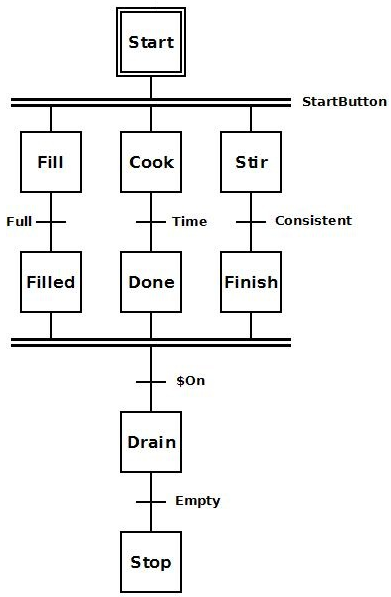 Start
StartButton
Fill
Cook
Stir
Full
Time
Consistent
Filled
Done
Finish
$On
Drain
Empty
Stop